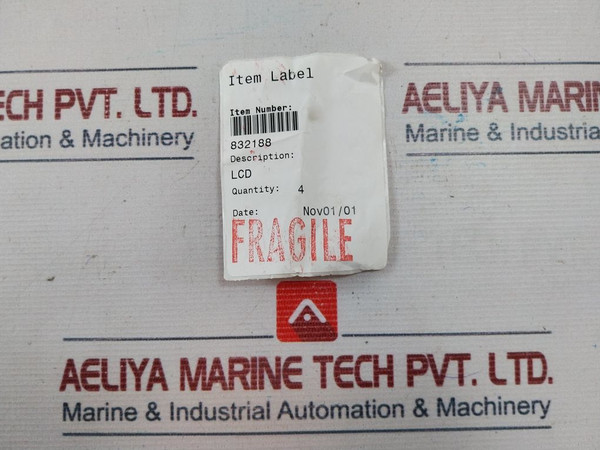 Item Label
Item Number:
832188
Description:
LCD
Quantity: 4
Date: Nov01/01
FRAGILE
TECH PVT. LTD.
ation & Machinery
AELIYA MARIN
Marine & Industria
AELIYA MARINE TECH PVT. LTD.
Marine & Industrial Automation & Machinery